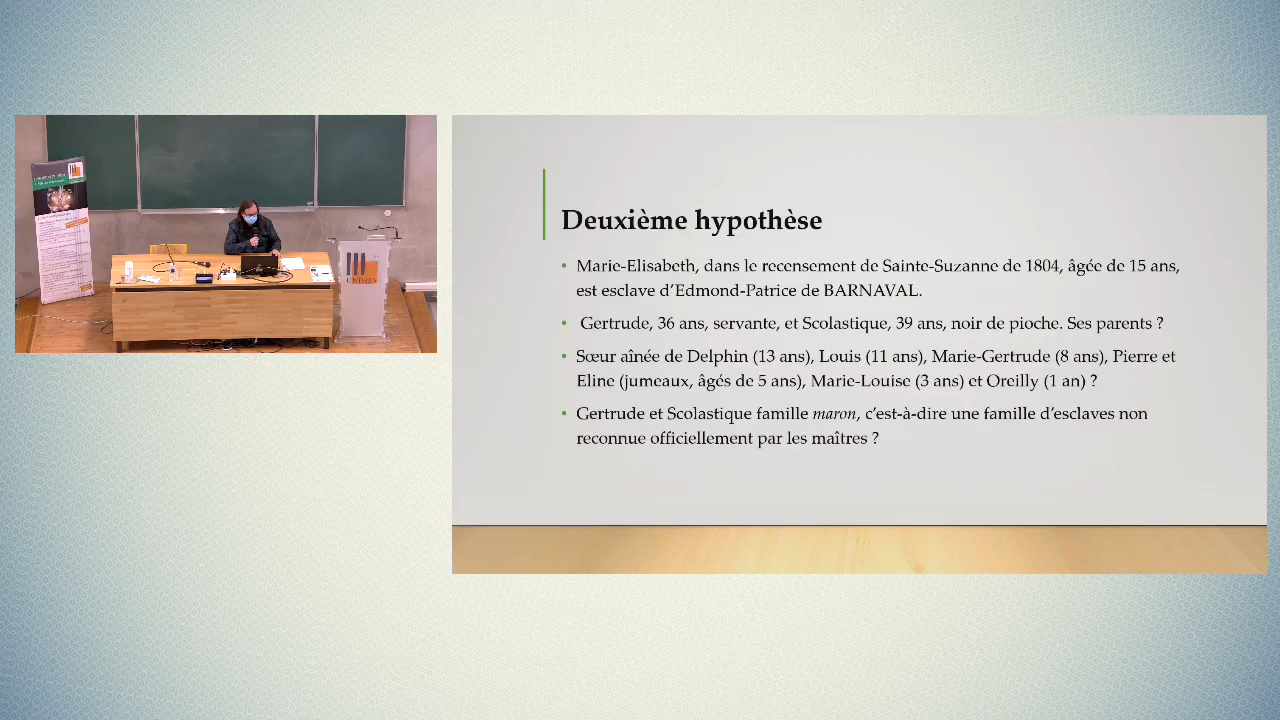 Deuxième hypothèse
• Marie-Elisabeth, dans le recensement de Sainte-Suzanne de 1804, âgée de 15 ans,
est esclave d’Edmond-Patrice de BARNAVAL.
• Gertrude, 36 ans, servante, et Scolastique, 39 ans, noir de pioche. Ses parents ?
• Sœur aînée de Delphin (13 ans), Louis (11 ans), Marie-Gertrude (8 ans), Pierre et
Eline (jumeaux, âgés de 5 ans), Marie-Louise (3 ans) et Oreilly (1 an) ?
• Gertrude et Scolastique famille maron, c’est-à-dire une famille d’esclaves non
reconnue officiellement par les maîtres ?